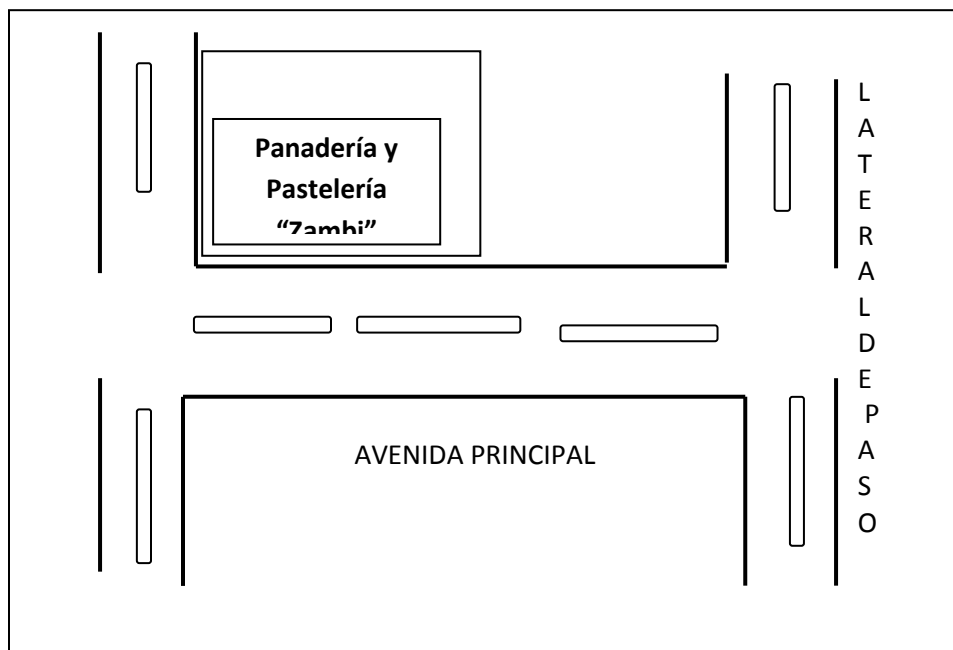 Panadería y
Pastelería
“Zambi”
AVENIDA PRINCIPAL
L
A
T
E
R
A
L
D
E
P
A
S
O